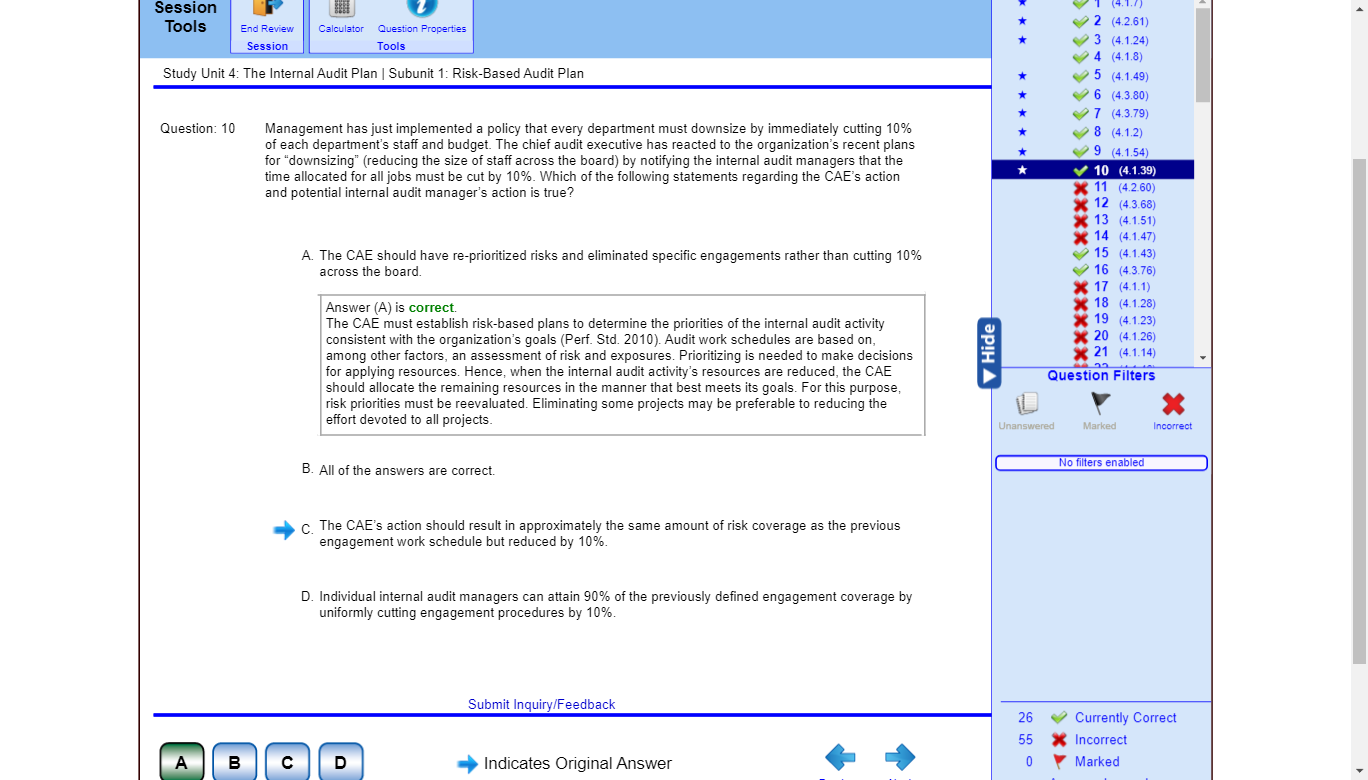 Session
Tools
End Review
Session
Calculator
Question Properties
Tools
Study Unit 4: The Internal Audit Plan | Subunit 1: Risk-Based Audit Plan
Question: 10
Management has just implemented a policy that every department must downsize by immediately cutting 10%
of each department's staff and budget. The chief audit executive has reacted to the organization's recent plans
for “downsizing” (reducing the size of staff across the board) by notifying the internal audit managers that the
time allocated for all jobs must be cut by 10%. Which of the following statements regarding the CAE's action
and potential internal audit manager's action is true?
A. The CAE should have re-prioritized risks and eliminated specific engagements rather than cutting 10%
across the board.
Answer (A) is correct.
The CAE must establish risk-based plans to determine the priorities of the internal audit activity
consistent with the organization's goals (Perf. Std. 2010). Audit work schedules are based on,
among other factors, an assessment of risk and exposures. Prioritizing is needed to make decisions
for applying resources. Hence, when the internal audit activity's resources are reduced, the CAE
should allocate the remaining resources in the manner that best meets its goals. For this purpose,
risk priorities must be reevaluated. Eliminating some projects may be preferable to reducing the
effort devoted to all projects.
B. All of the answers are correct.
C. The CAE's action should result in approximately the same amount of risk coverage as the previous
engagement work schedule but reduced by 10%.
D. Individual internal audit managers can attain 90% of the previously defined engagement coverage by
uniformly cutting engagement procedures by 10%.
Submit Inquiry/Feedback
A
B
C
D
Indicates Original Answer
1 (4.1.7)
2 (4.2.61)
3 (4.1.24)
4 (4.1.8)
5 (4.1.49)
6 (4.3.80)
7 (4.3.79)
8 (4.1.2)
9 (4.1.54)
10 (4.1.39)
11 (4.2.60)
12 (4.3.68)
13 (4.1.51)
14 (4.1.47)
15 (4.1.43)
16 (4.3.76)
17 (4.1.1)
18 (4.1.28)
19 (4.1.23)
20 (4.1.26)
21 (4.1.14)
Hide
Question Filters
Unanswered
Marked
Incorrect
No filters enabled
26 Currently Correct
55 Incorrect
0 Marked